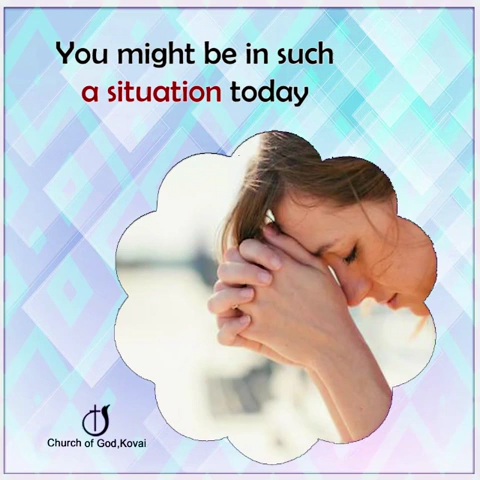 You might be in such
a situation today
Church of God,Kovai